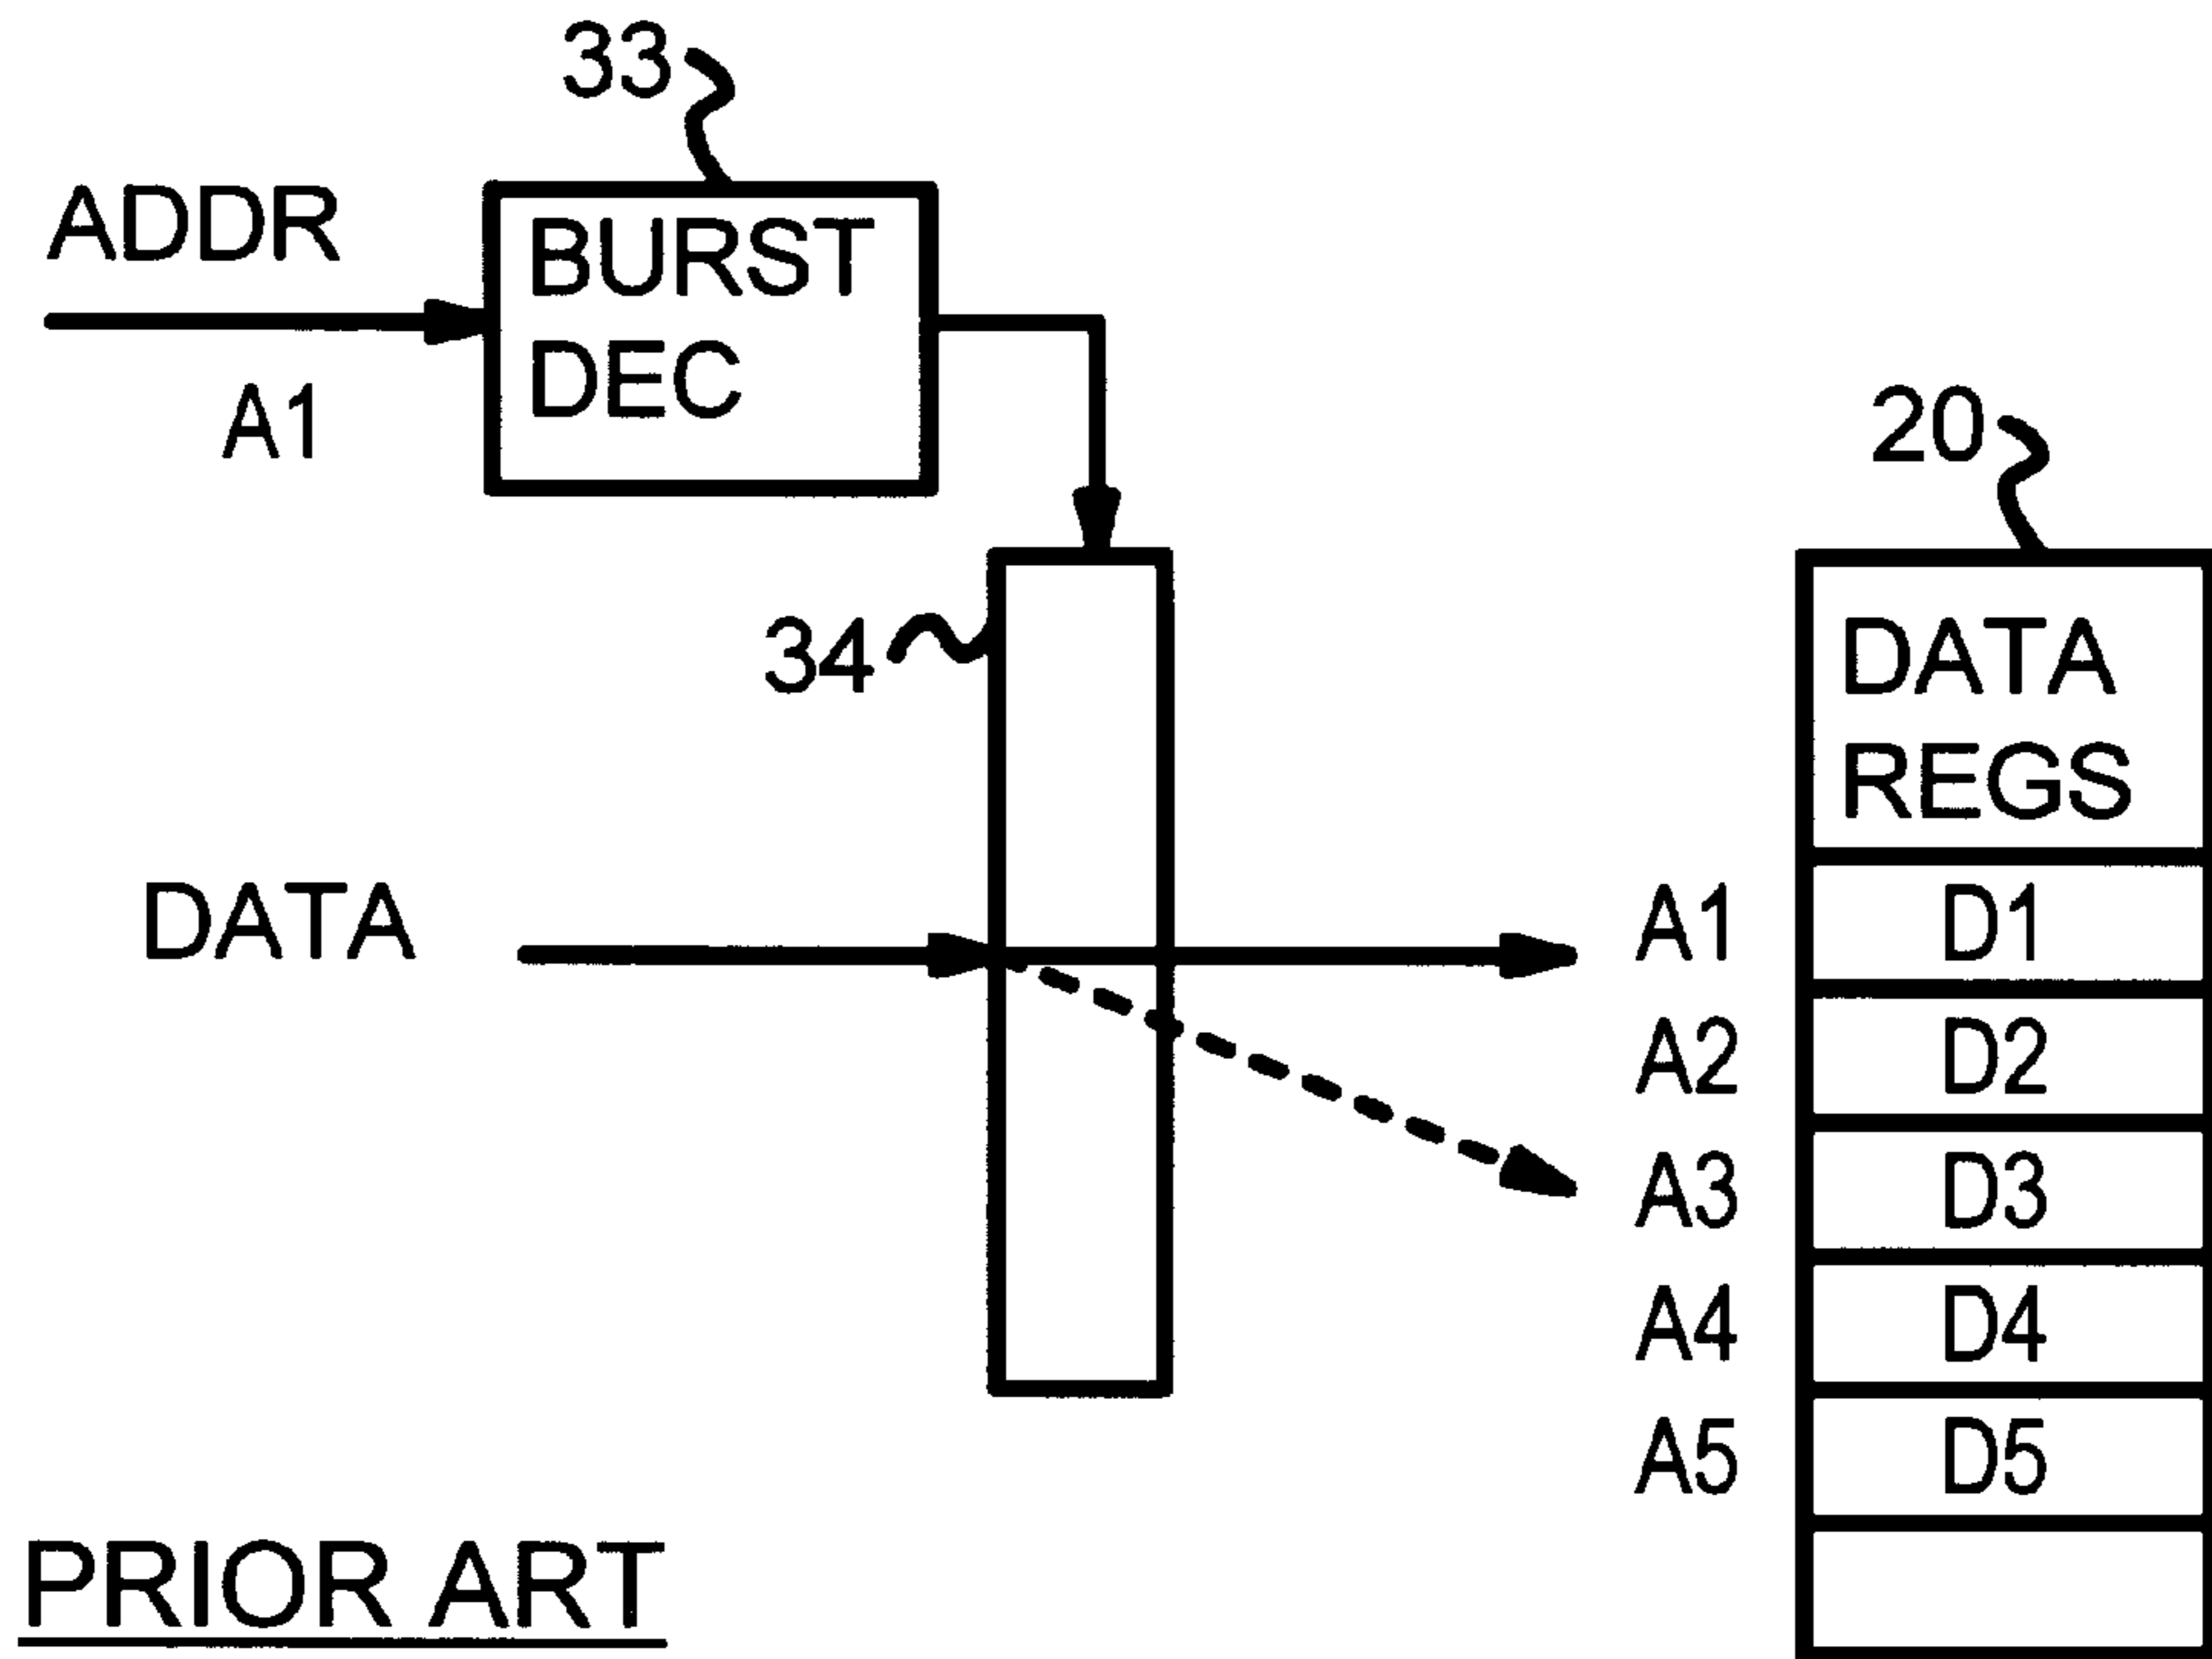 33
ADDR
BURST
DEC
A1
20
34
DATA
REGS
DATA
A1 D1
A2 D2
A3 D3
A4 D4
A5 D5
PRIOR ART